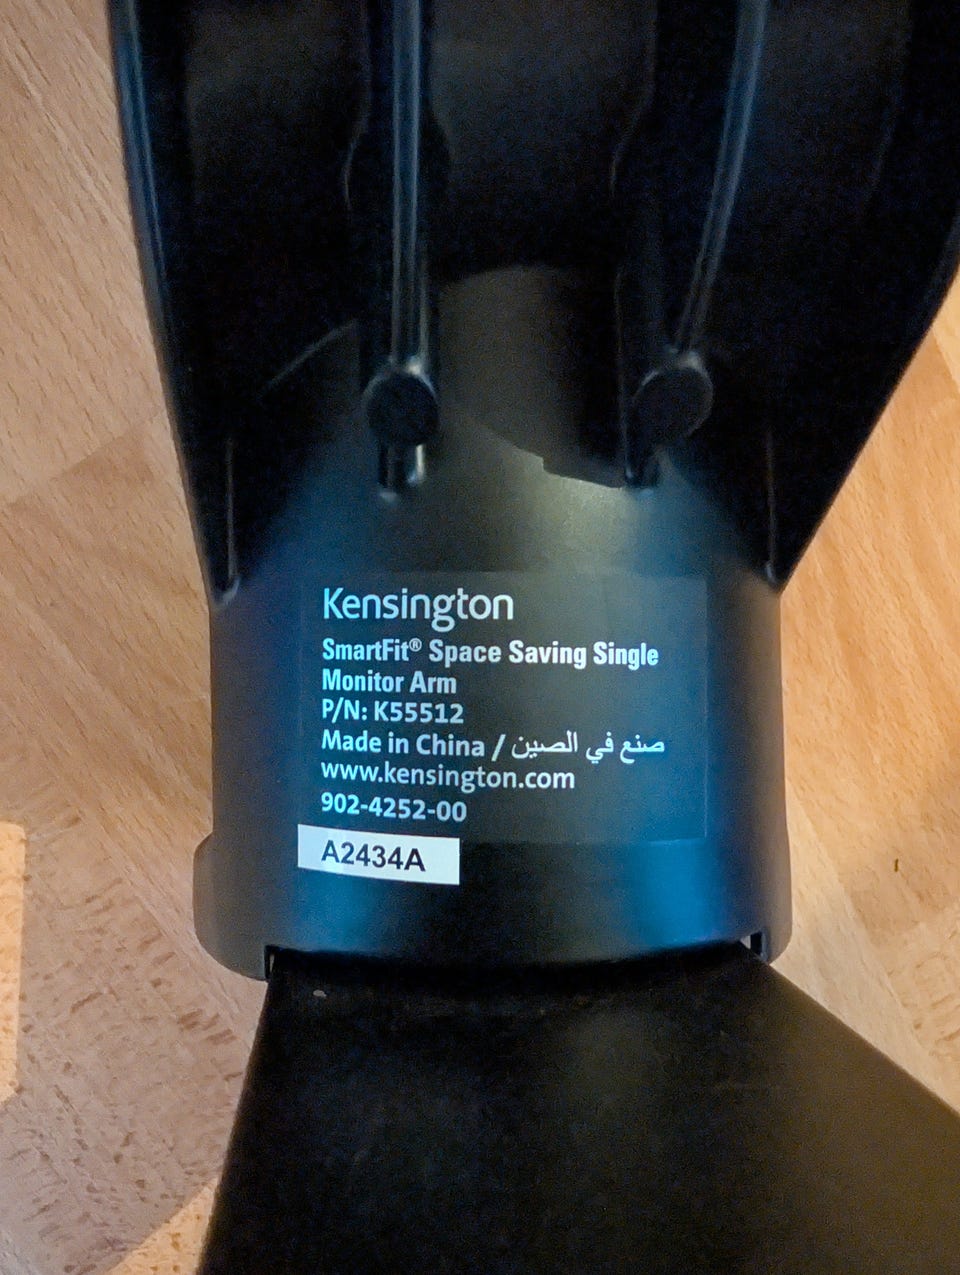 Kensington
SmartFit® Space Saving Single
Monitor Arm
P/N: K55512
Made in China / صنع في الصين
www.kensington.com
902-4252-00
A2434A